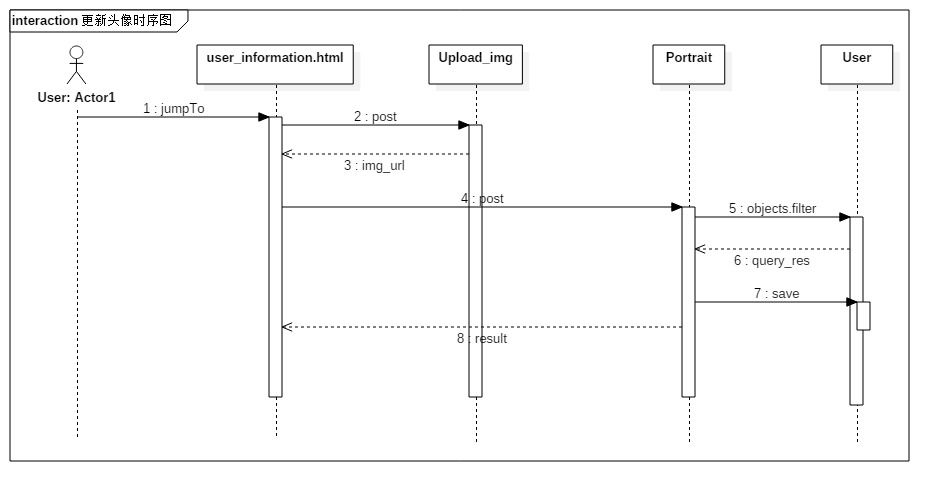 interaction 更新头像时序图
user_information.html
Upload_img
Portrait
User
User: Actor1
1 : jumpTo
2 : post
3 : img_url
4 : post
5 : objects.filter
6 : query_res
7 : save
8 : result